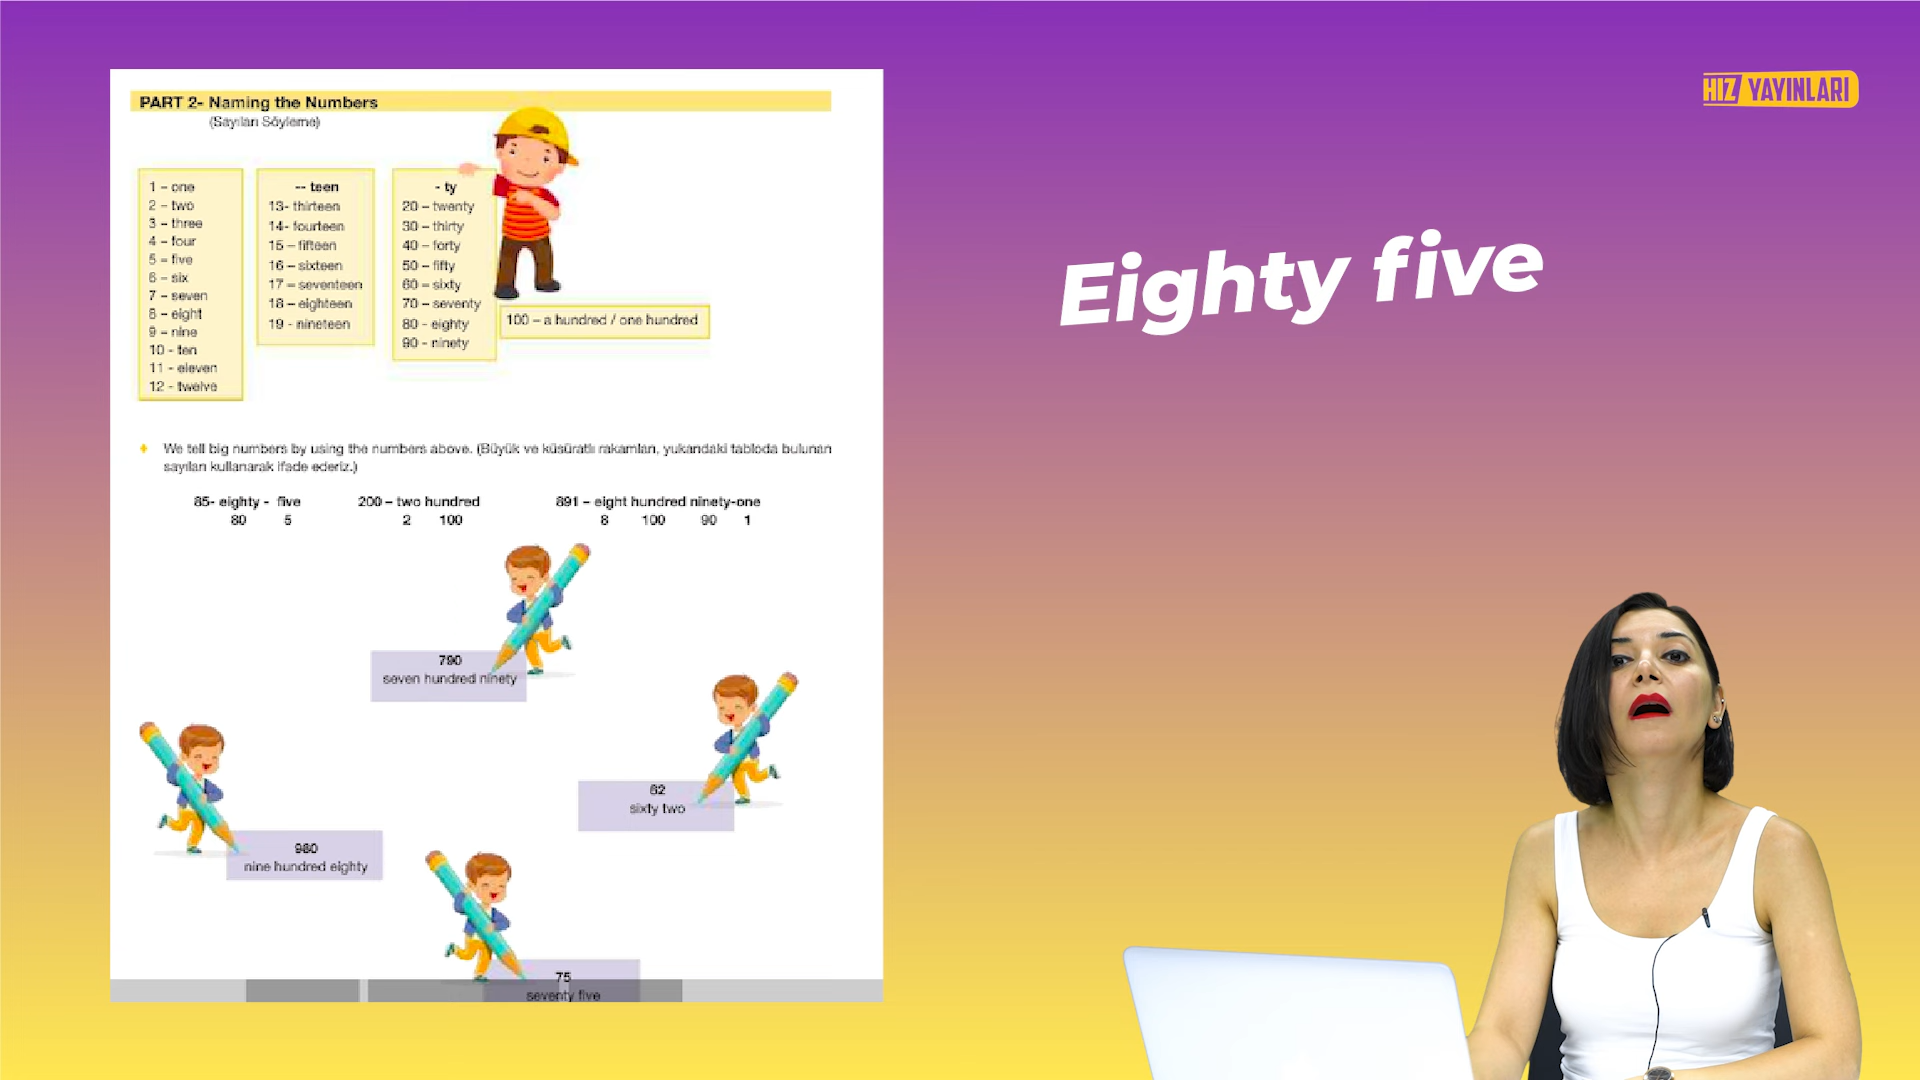 HIZ YAYINLARI
PART 2- Naming the Numbers
(Sayıları Söyleme)
1 – one
2 – two
3 – three
4 – four
5 – five
6 – six
7 – seven
8 – eight
9 – nine
10 - ten
11 - eleven
12 - twelve
-- teen
13- thirteen
14- fourteen
15 – fifteen
16 – sixteen
17 – seventeen
18 – eighteen
19 - nineteen
- ty
20 – twenty
30 – thirty
40 – forty
50 – fifty
60 – sixty
70 – seventy
80 - eighty
90 - ninety
100 – a hundred / one hundred
We tell big numbers by using the numbers above. (Büyük ve küsüratlı rakamları, yukarıdaki tabloda bulunan
sayıları kullanarak ifade ederiz.)
85- eighty - five
80 5
200 – two hundred
2 100
891 – eight hundred ninety-one
8 100 90 1
790
seven hundred ninety
62
sixty two
980
nine hundred eighty
75
seventy five
Eighty five